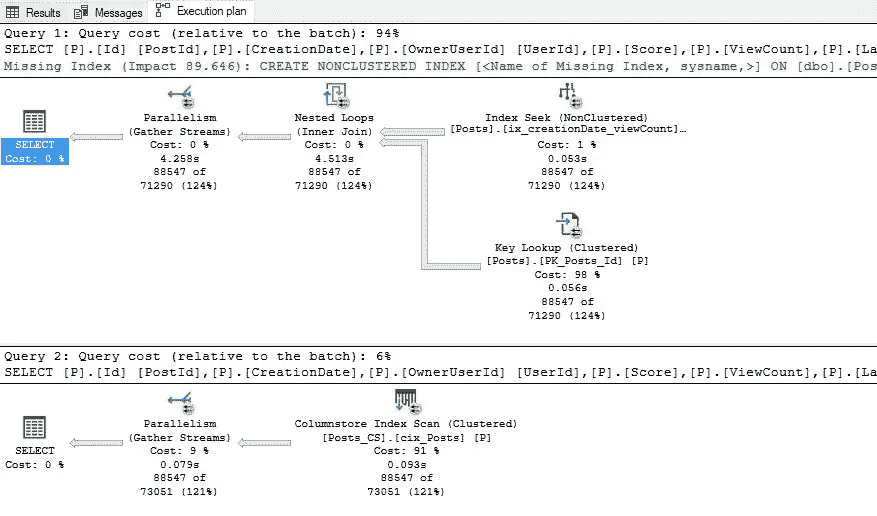 Results Messages Execution plan
Query 1: Query cost (relative to the batch): 94%
SELECT [P].[Id] [PostId],[P].[CreationDate],[P].[OwnerUserId] [UserId],[P].[Score],[P].[ViewCount],[P].[La
Missing Index (Impact 89.646): CREATE NONCLUSTERED INDEX [<Name of Missing Index, sysname,>] ON [dbo].[Pos
SELECT
Cost: 0 %
Parallelism
(Gather Streams)
Cost: 0 %
4.258s
88547 of
71290 (124%)
Nested Loops
(Inner Join)
Cost: 0 %
4.513s
88547 of
71290 (124%)
Index Seek (NonClustered)
[Posts].[ix_creationDate_viewCount]…
Cost: 1 %
0.053s
88547 of
71290 (124%)
Key Lookup (Clustered)
[Posts].[PK_Posts_Id] [P]
Cost: 98 %
0.056s
88547 of
71290 (124%)
Query 2: Query cost (relative to the batch): 6%
SELECT [P].[Id] [PostId],[P].[CreationDate],[P].[OwnerUserId] [UserId],[P].[Score],[P].[ViewCount],[P].[La
SELECT
Cost: 0 %
Parallelism
(Gather Streams)
Cost: 9 %
0.079s
88547 of
73051 (121%)
Columnstore Index Scan (Clustered)
[Posts_CS].[cix_Posts] [P]
Cost: 91 %
0.093s
88547 of
73051 (121%)